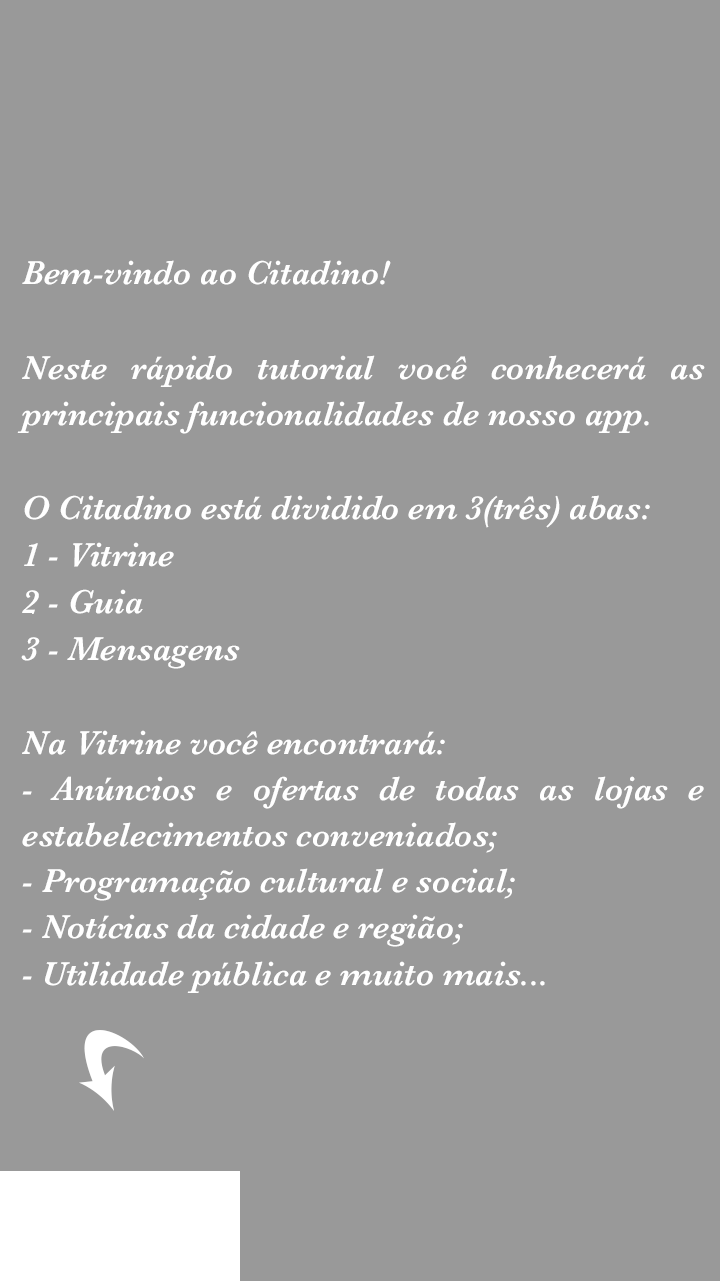 Bem-vindo ao Citadino!
Neste rápido tutorial você conhecerá as
principais funcionalidades de nosso app.
O Citadino está dividido em 3(três) abas:
1 - Vitrine
2 - Guia
3 - Mensagens
Na Vitrine você encontrará:
- Anúncios e ofertas de todas as lojas e
estabelecimentos conveniados;
- Programação cultural e social;
- Notícias da cidade e região;
- Utilidade pública e muito mais...